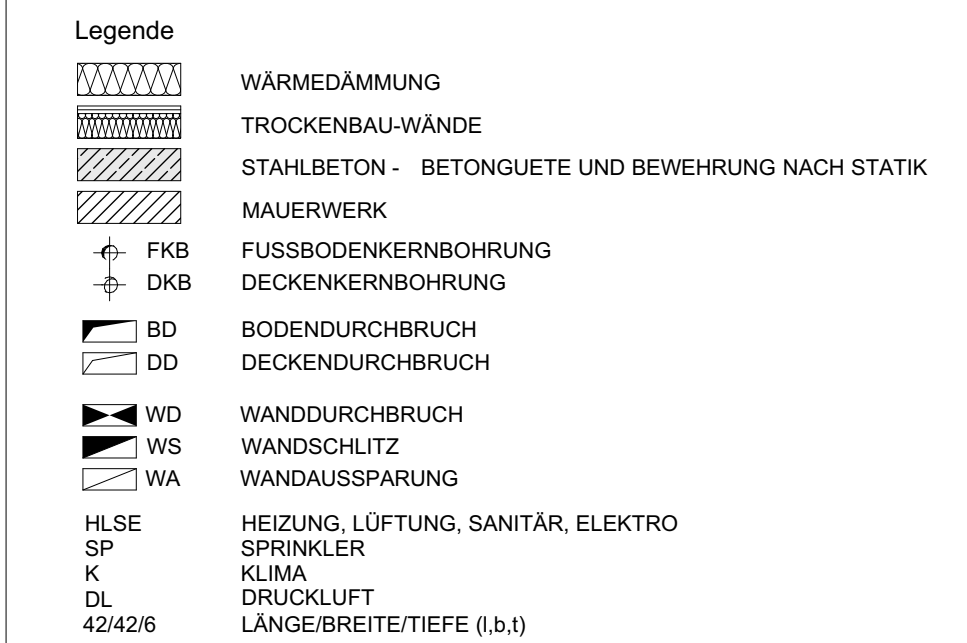 Legende
WÄRMEDÄMMUNG
TROCKENBAU-WÄNDE
STAHLBETON - BETONGUETE UND BEWEHRUNG NACH STATIK
MAUERWERK
FKB FUSSBODENKERNBOHRUNG
DKB DECKENKERNBOHRUNG
BD BODENDURCHBRUCH
DD DECKENDURCHBRUCH
WD WANDDURCHBRUCH
WS WANDSCHLITZ
WA WANDAUSSPARUNG
HLSE HEIZUNG, LÜFTUNG, SANITÄR, ELEKTRO
SP SPRINKLER
K KLIMA
DL DRUCKLUFT
42/42/6 LÄNGE/BREITE/TIEFE (l,b,t)